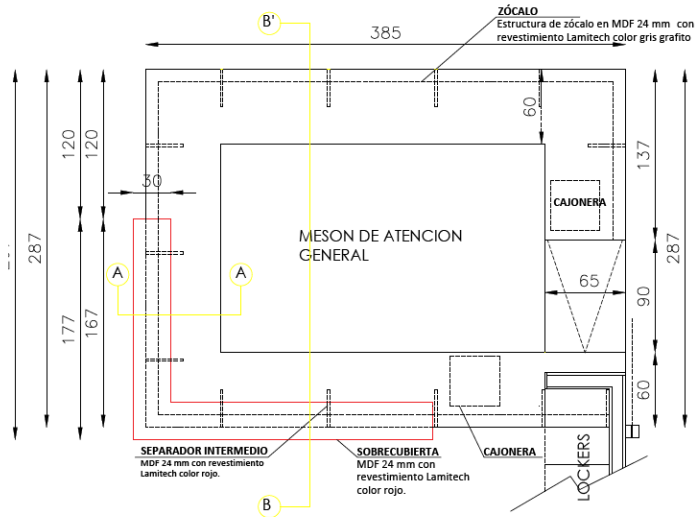 ZÓCALO
Estructura de zócalo en MDF 24 mm con
revestimiento Lamitech color gris grafito
B'
385
60
120
120
137
30
CAJONERA
MESON DE ATENCION
GENERAL
287
287
A
A
65
90
177
167
60
SEPARADOR INTERMEDIO
MDF 24 mm con revestimiento
Lamitech color rojo.
SOBRECUBIERTA
MDF 24 mm con
revestimiento Lamitech
color rojo.
CAJONERA
LOCKERS
B